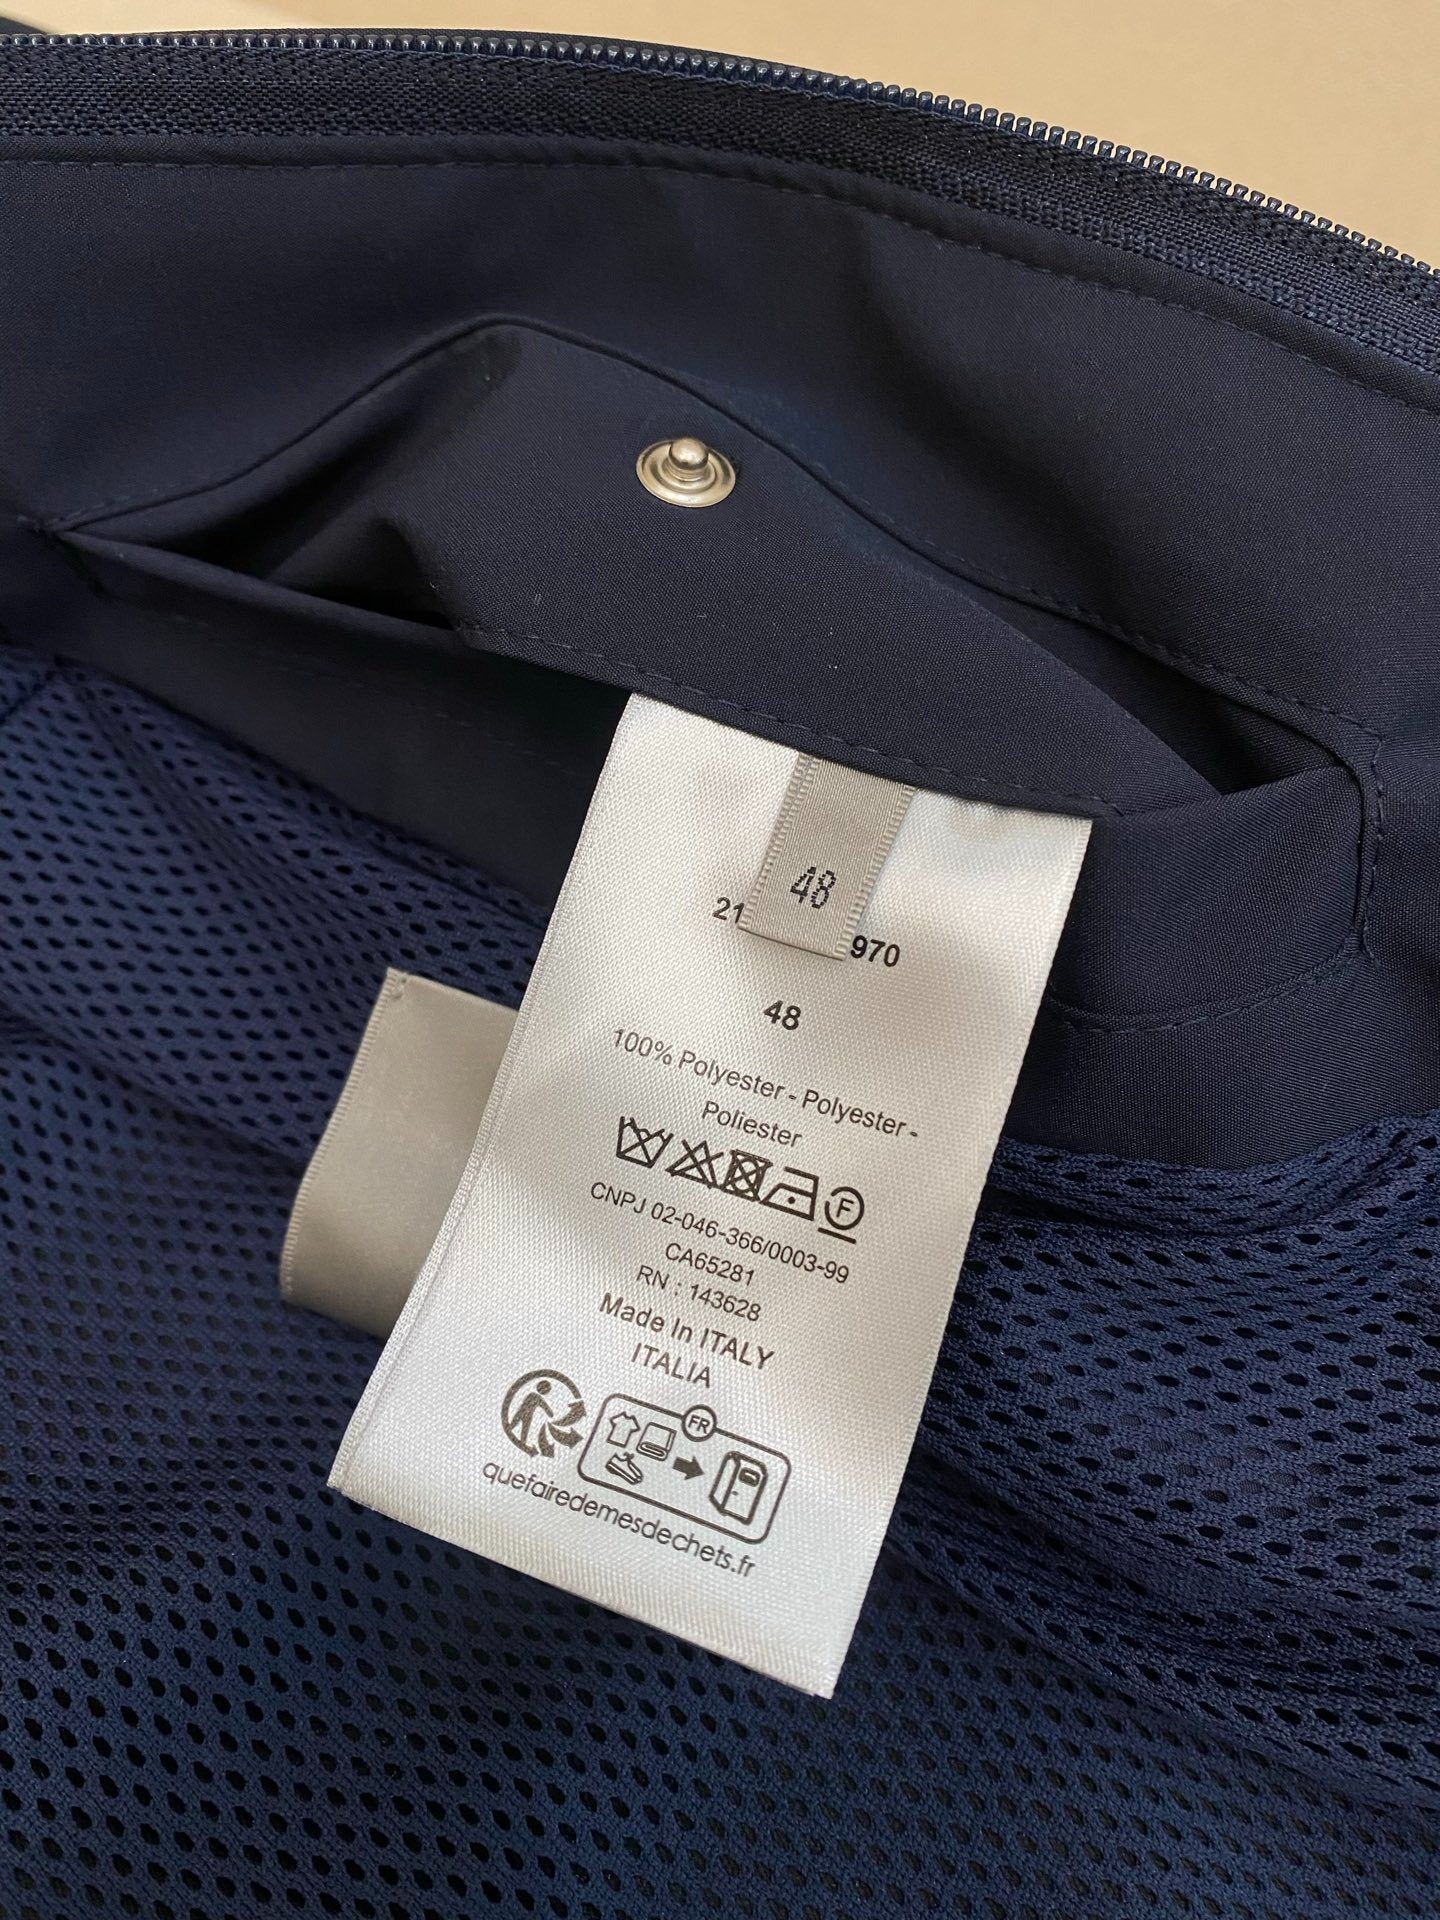 48
21 970
48
100% Polyester - Polyester -
Poliester
F
CNPJ 02-046-366/0003-99
CA65281
RN : 143628
Made In ITALY
ITALIA
FR
quefairedemesdechets.fr